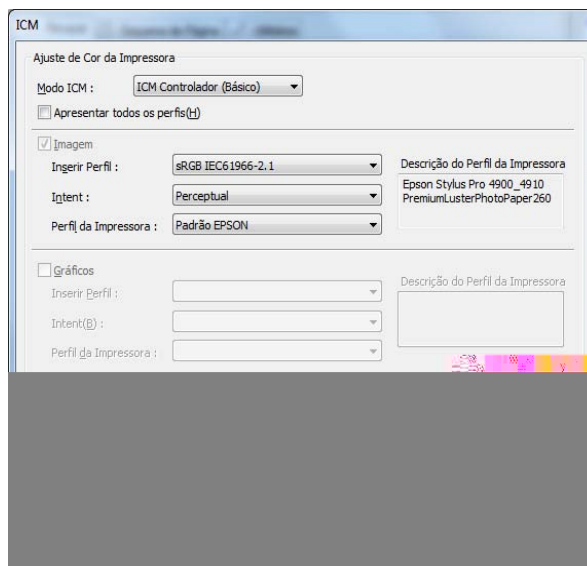 ICM
Ajuste de Cor da Impressora
Modo ICM :
ICM Controlador (Básico)
Apresentar todos os perfis(H)
Imagem
Inserir Perfil :
sRGB IEC61966-2.1
Descrição do Perfil da Impressora
Epson Stylus Pro 4900_4910
PremiumLusterPhotoPaper260
Intent :
Perceptual
Perfil da Impressora :
Padrão EPSON
Gráficos
Inserir Perfil :
Descrição do Perfil da Impressora
Intent(B) :
Perfil da Impressora :